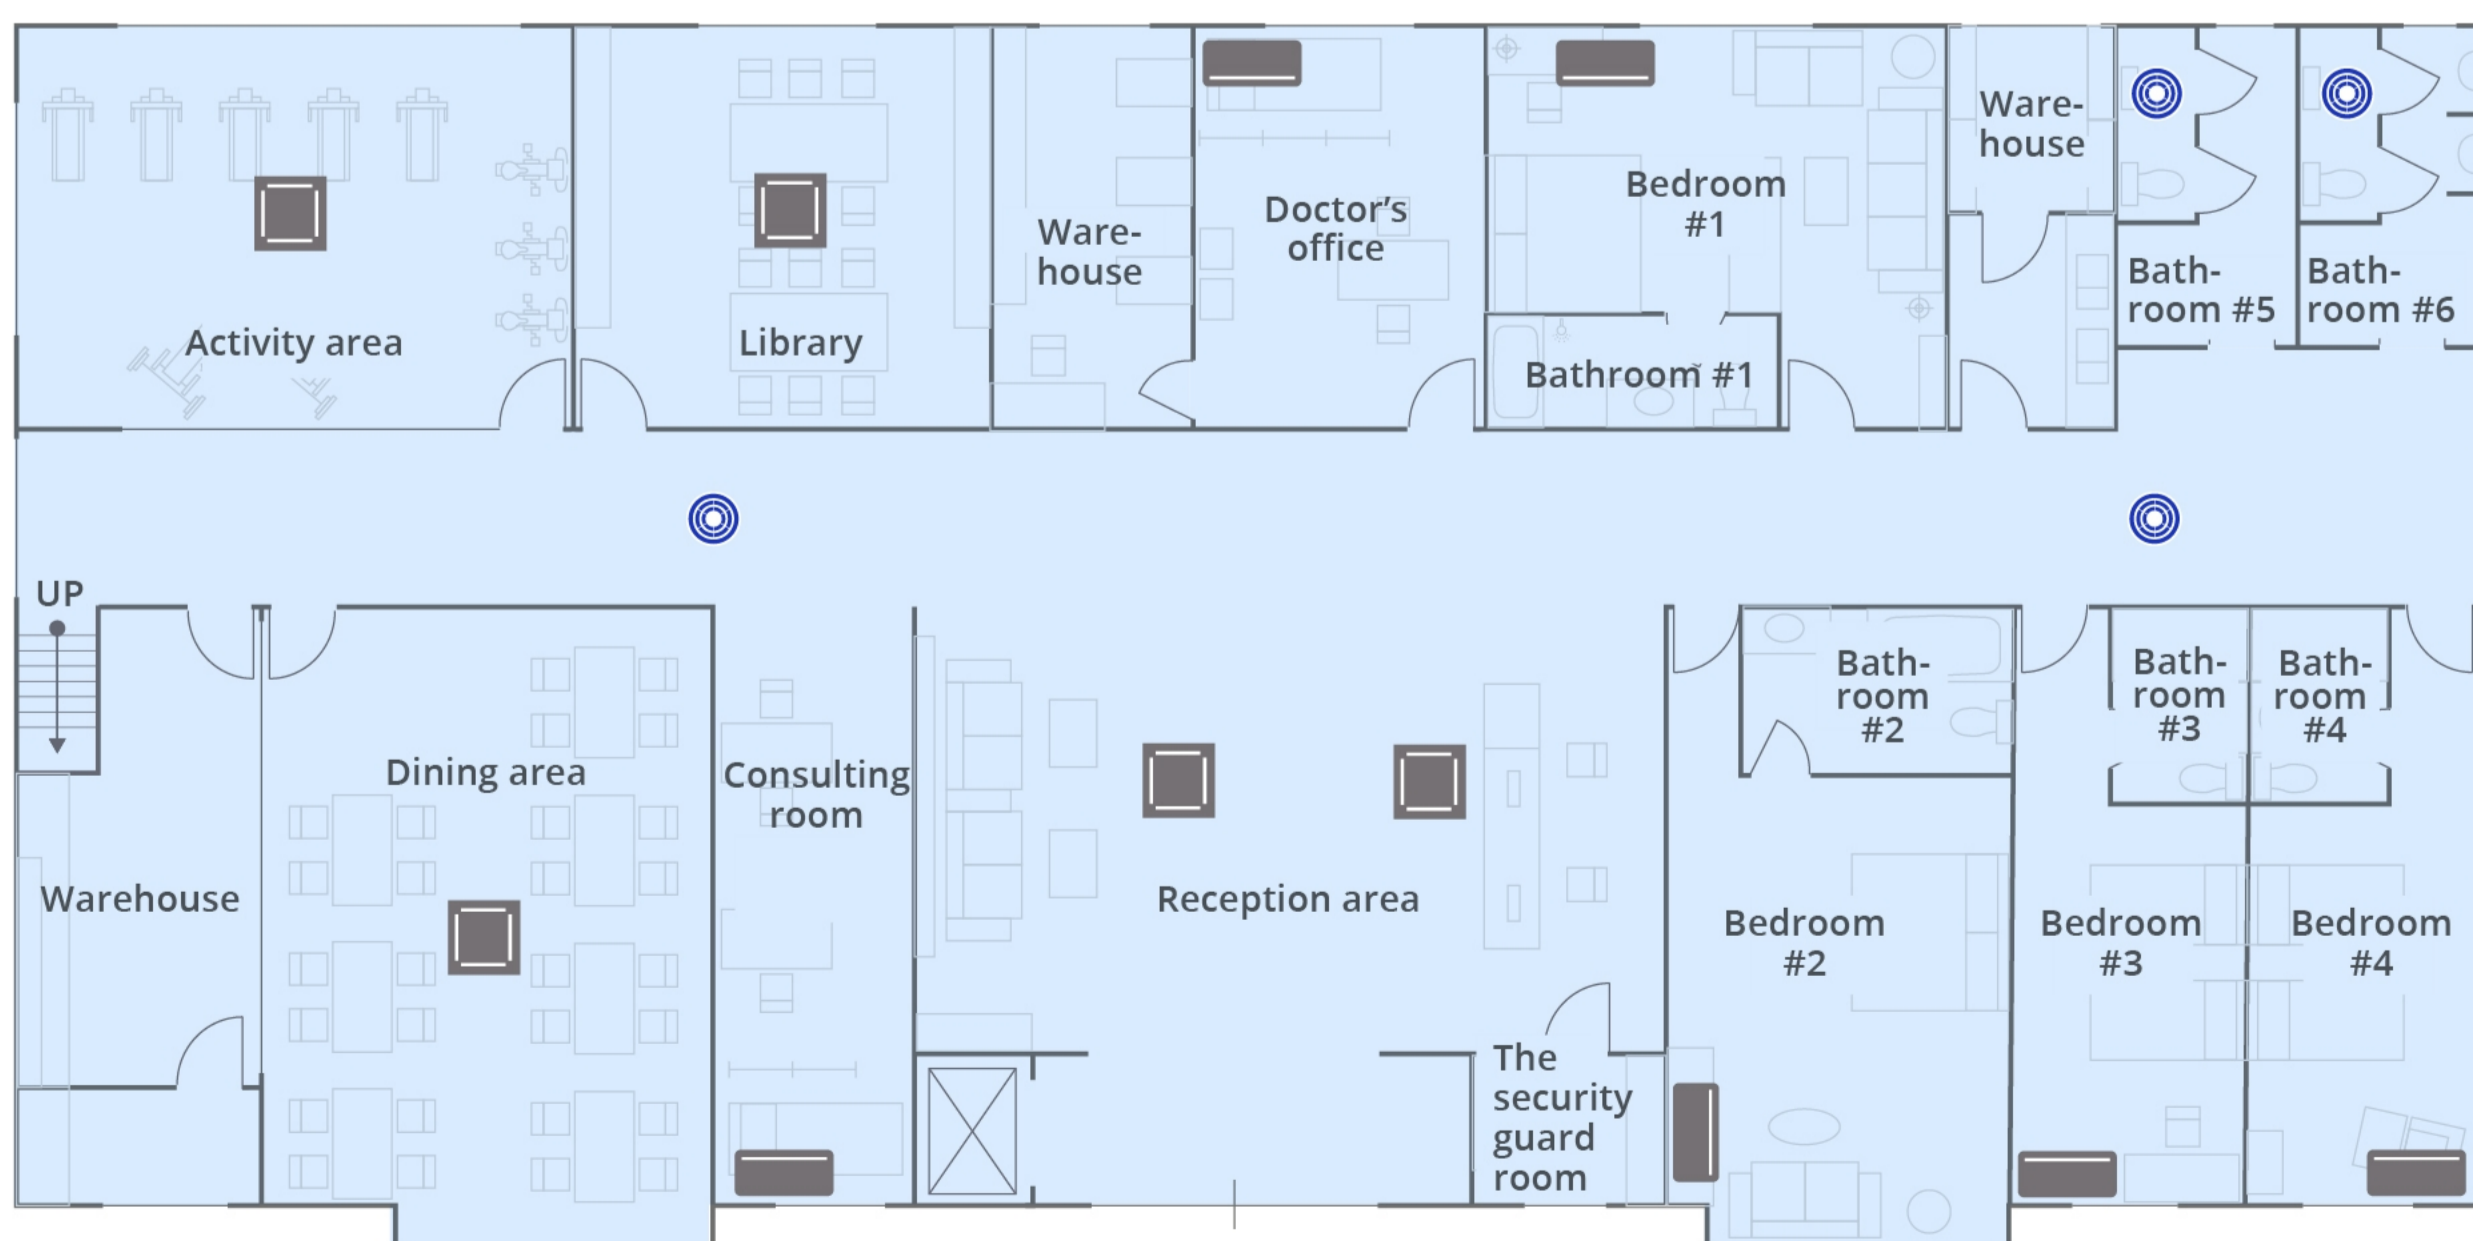 Activity area
Library
Ware-
house
Doctor's
office
Bedroom
#1
Bathroom #1
Ware-
house
Bath-
room #5
Bath-
room #6
UP
Warehouse
Dining area
Consulting
room
Reception area
The
security
guard
room
Bath-
room
#2
Bedroom
#2
Bath-
room
#3
Bedroom
#3
Bath-
room
#4
Bedroom
#4